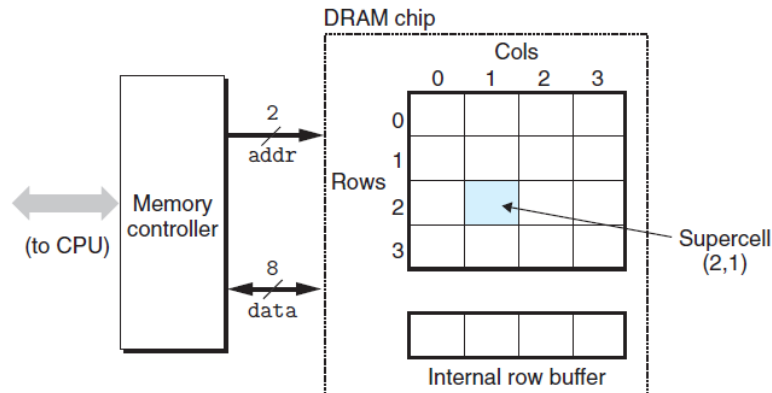 DRAM chip
Cols
0 1 2 3
0
1
Rows
2
3
2
addr
Memory
controller
(to CPU)
8
data
Supercell
(2,1)
Internal row buffer